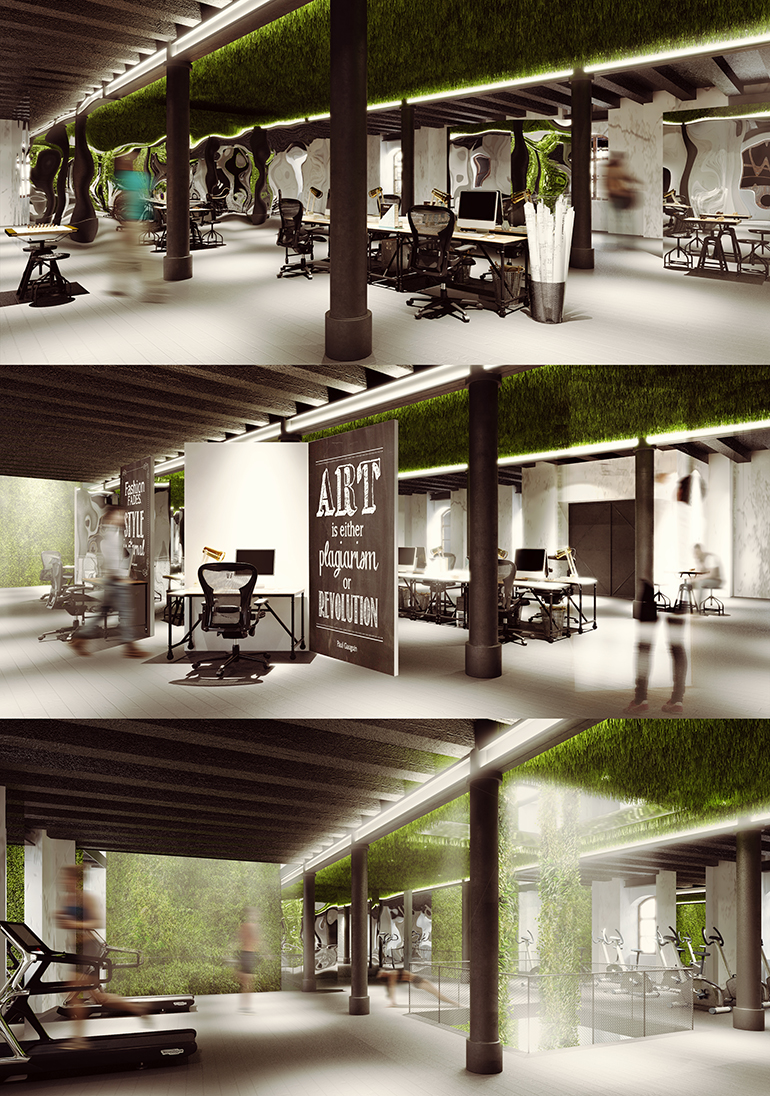 Fashion
FADES
STYLE
ART
is either
plagiarism
or
REVOLUTION
Paul Gauguin